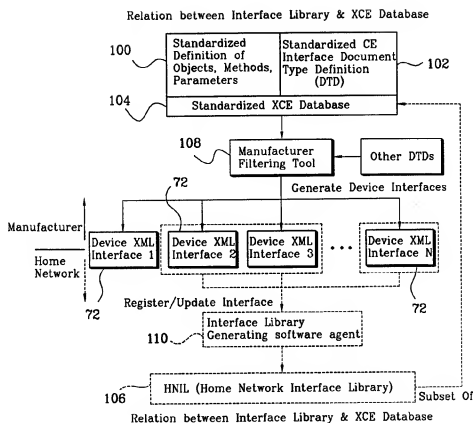 Relation between Interface Library & XCE Database
100
Standardized
Definition of
Objects, Methods,
Parameters
Standardized CE
Interface Document
Type Definition
(DTD)
102
104
Standardized XCE Database
108
Manufacturer
Filtering Tool
Other DTDs
Generate Device Interfaces
Manufacturer
72
Home
Network
Device XML
Interface 1
Device XML
Interface 2
Device XML
Interface 3
Device XML
Interface N
72
72
Register/Update Interface
110
Interface Library
Generating software agent
106
HNIL (Home Network Interface Library)
Subset Of
Relation between Interface Library & XCE Database